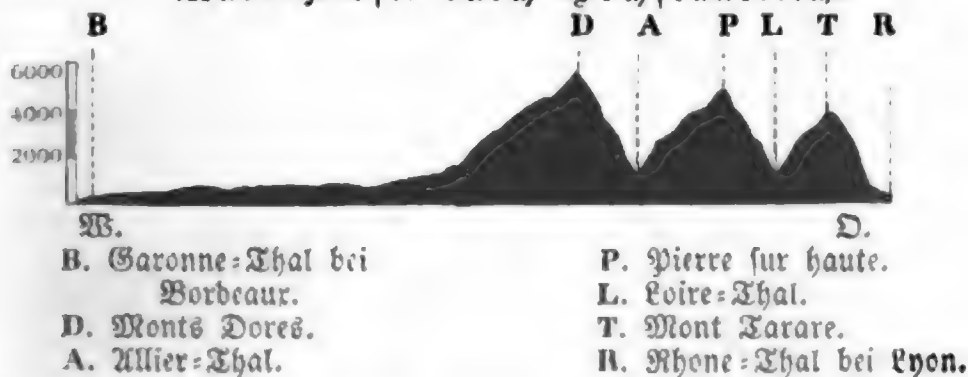 B D A P L T R
6000
4000
2000
W. O.
B. Garonne=Thal bei
Bordeaux.
D. Monts Dores.
A. Allier=Thal.
P. Pierre sur haute.
L. Loire=Thal.
T. Mont Tarare.
R. Rhone=Thal bei Lyon.